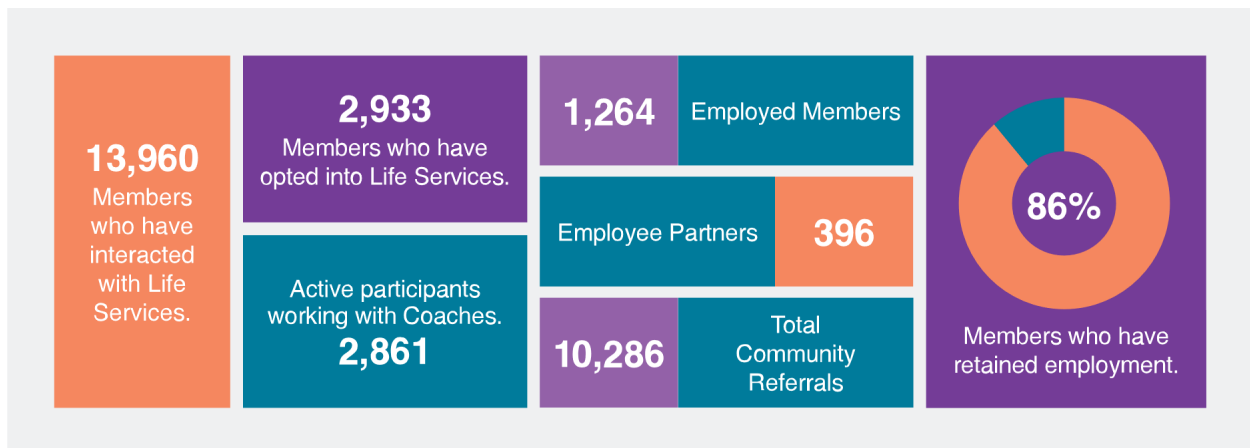 13,960
Members
who have
interacted
with Life
Services.
2,933
Members who have
opted into Life Services.
Active participants
working with Coaches.
2,861
1,264
Employed Members
Employee Partners
396
10,286
Total
Community
Referrals
86%
Members who have
retained employment.